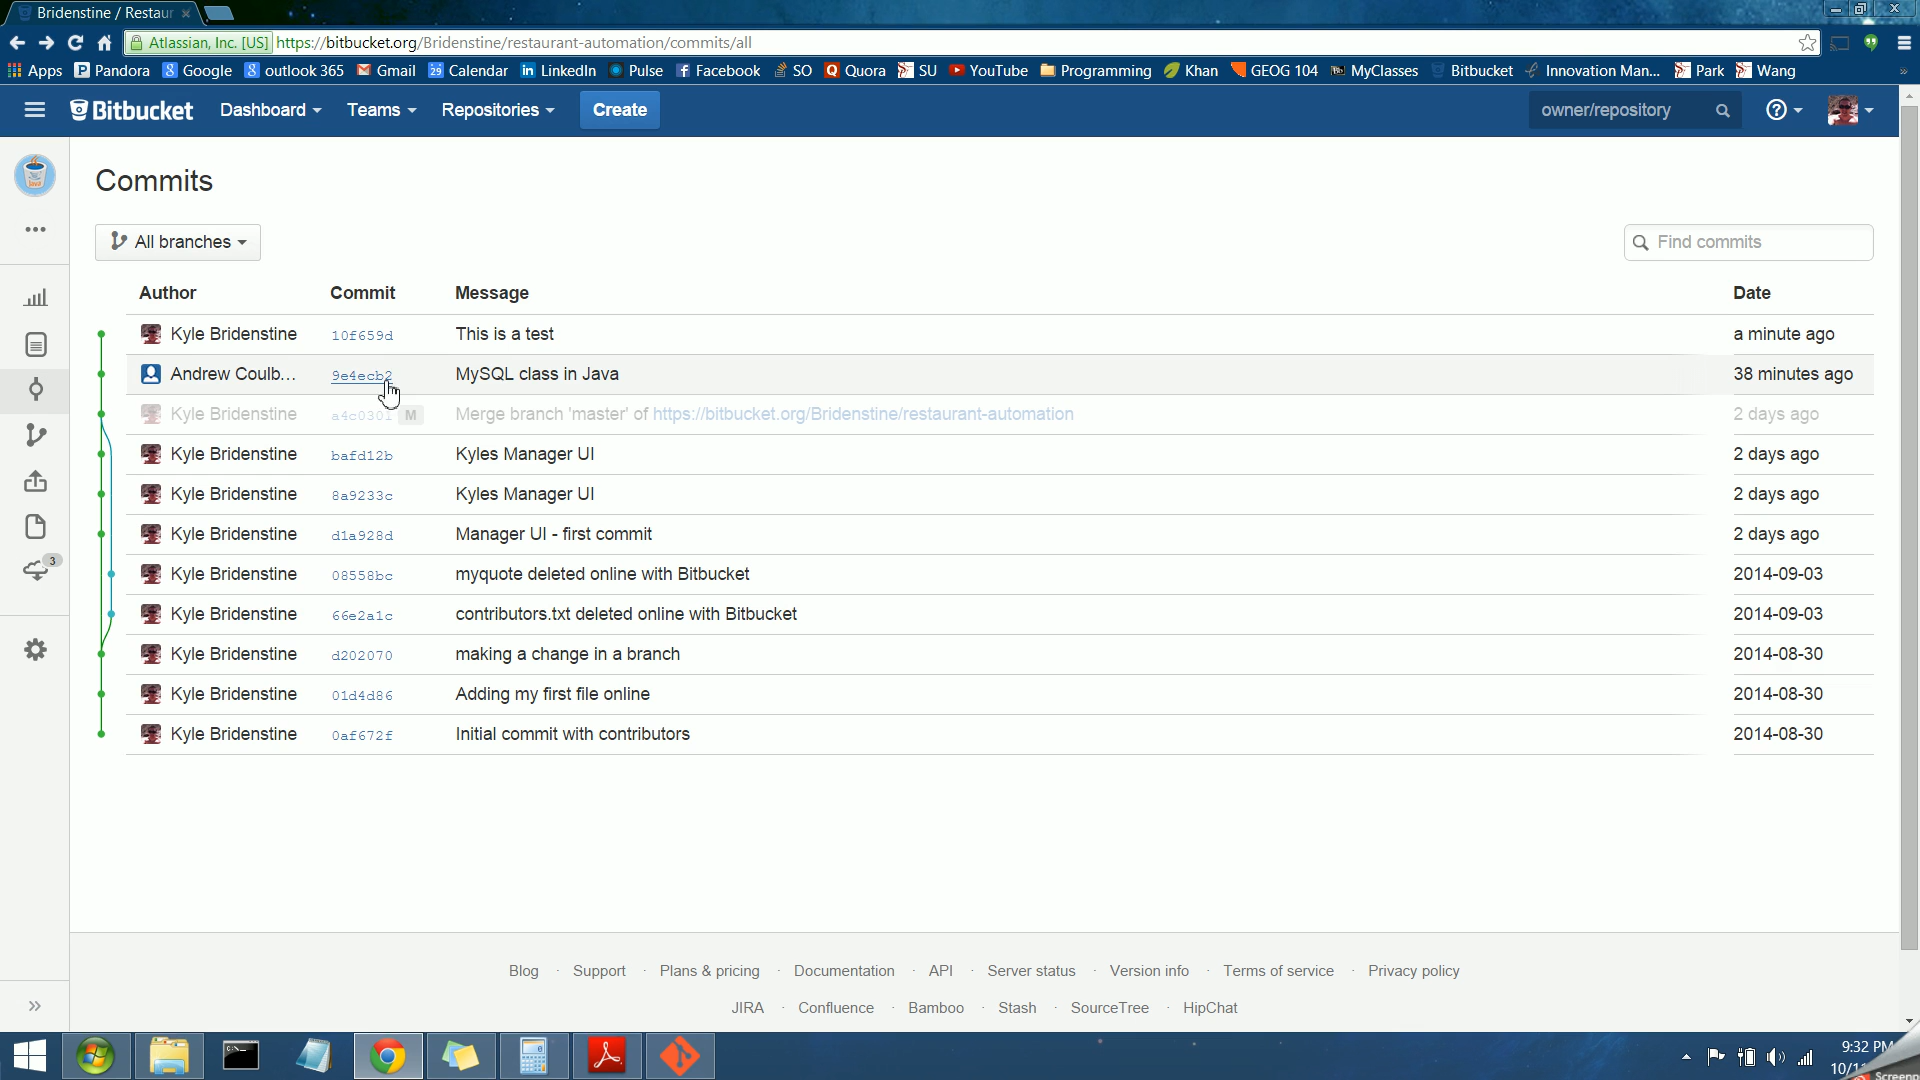 Bridenstine / Restaur
Atlassian, Inc. [US] https://bitbucket.org/Bridenstine/restaurant-automation/commits/all
Apps Pandora Google outlook 365 Gmail Calendar LinkedIn Pulse Facebook SO Quora SU YouTube Programming Khan GEOG 104 MyClasses Bitbucket Innovation Man... Park Wang
Bitbucket Dashboard Teams Repositories Create owner/repository
Commits
All branches Find commits
Author Commit Message Date
Kyle Bridenstine 10f659d This is a test a minute ago
Andrew Coulb... 9e4ecb2 MySQL class in Java 38 minutes ago
Kyle Bridenstine a4c0301 M Merge branch 'master' of https://bitbucket.org/Bridenstine/restaurant-automation 2 days ago
Kyle Bridenstine bafd12b Kyles Manager UI 2 days ago
Kyle Bridenstine 8a9233c Kyles Manager UI 2 days ago
Kyle Bridenstine d1a928d Manager UI - first commit 2 days ago
Kyle Bridenstine 08558bc myquote deleted online with Bitbucket 2014-09-03
3
Kyle Bridenstine 66e2a1c contributors.txt deleted online with Bitbucket 2014-09-03
Kyle Bridenstine d202070 making a change in a branch 2014-08-30
Kyle Bridenstine 01d4d86 Adding my first file online 2014-08-30
Kyle Bridenstine 0af672f Initial commit with contributors 2014-08-30
Blog · Support · Plans & pricing · Documentation · API · Server status · Version info · Terms of service · Privacy policy
JIRA · Confluence · Bamboo · Stash · SourceTree · HipChat
9:32 PM